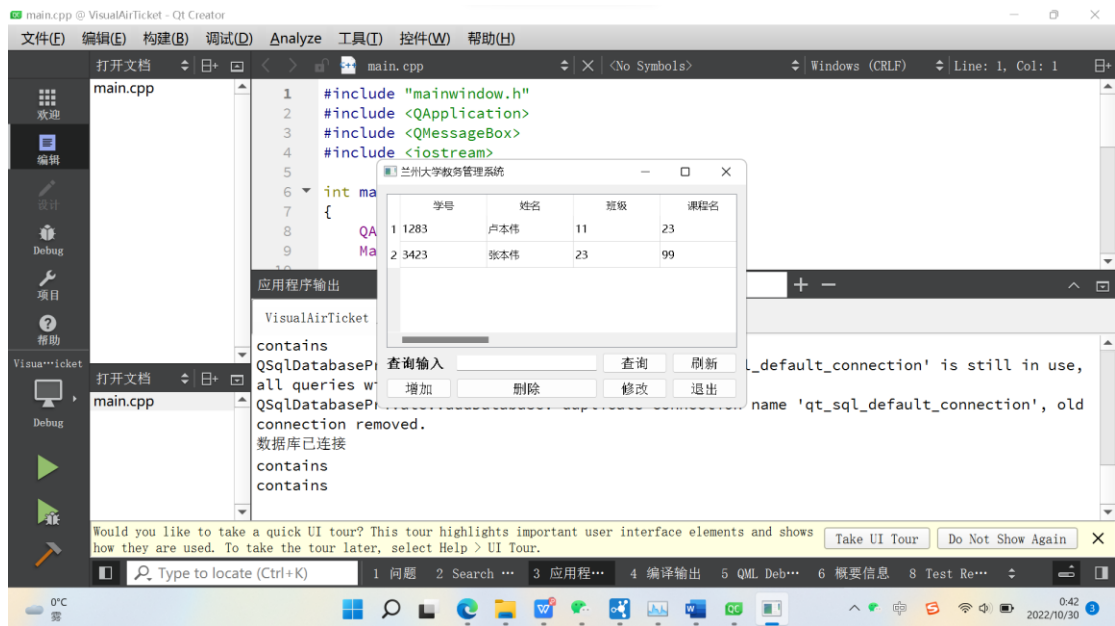 main.cpp @ VisualAirTicket - Qt Creator
文件(F) 编辑(E) 构建(B) 调试(D) Analyze 工具(T) 控件(W) 帮助(H)
打开文档 main.cpp <No Symbols> Windows (CRLF) Line: 1, Col: 1
main.cpp
欢迎
编辑
设计
Debug
项目
帮助
Visua···icket
Debug
打开文档
main.cpp
1 #include "mainwindow.h"
2 #include <QApplication>
3 #include <QMessageBox>
4 #include <iostream>
5
6 int ma
7 {
8 QA
9 Ma
10
兰州大学教务管理系统
学号 姓名 班级 课程名
1 1283 卢本伟 11 23
2 3423 张本伟 23 99
查询输入 查询 刷新
增加 删除 修改 退出
应用程序输出
VisualAirTicket
contains
QSqlDatabasePr l_default_connection' is still in use,
all queries w
QSqlDatabasePr name 'qt_sql_default_connection', old
connection removed.
数据库已连接
contains
contains
Would you like to take a quick UI tour? This tour highlights important user interface elements and shows
how they are used. To take the tour later, select Help > UI Tour.
Take UI Tour Do Not Show Again
Type to locate (Ctrl+K) 1 问题 2 Search ··· 3 应用程··· 4 编译输出 5 QML Deb··· 6 概要信息 8 Test Re···
0°C
雾
中
0:42
2022/10/30
3